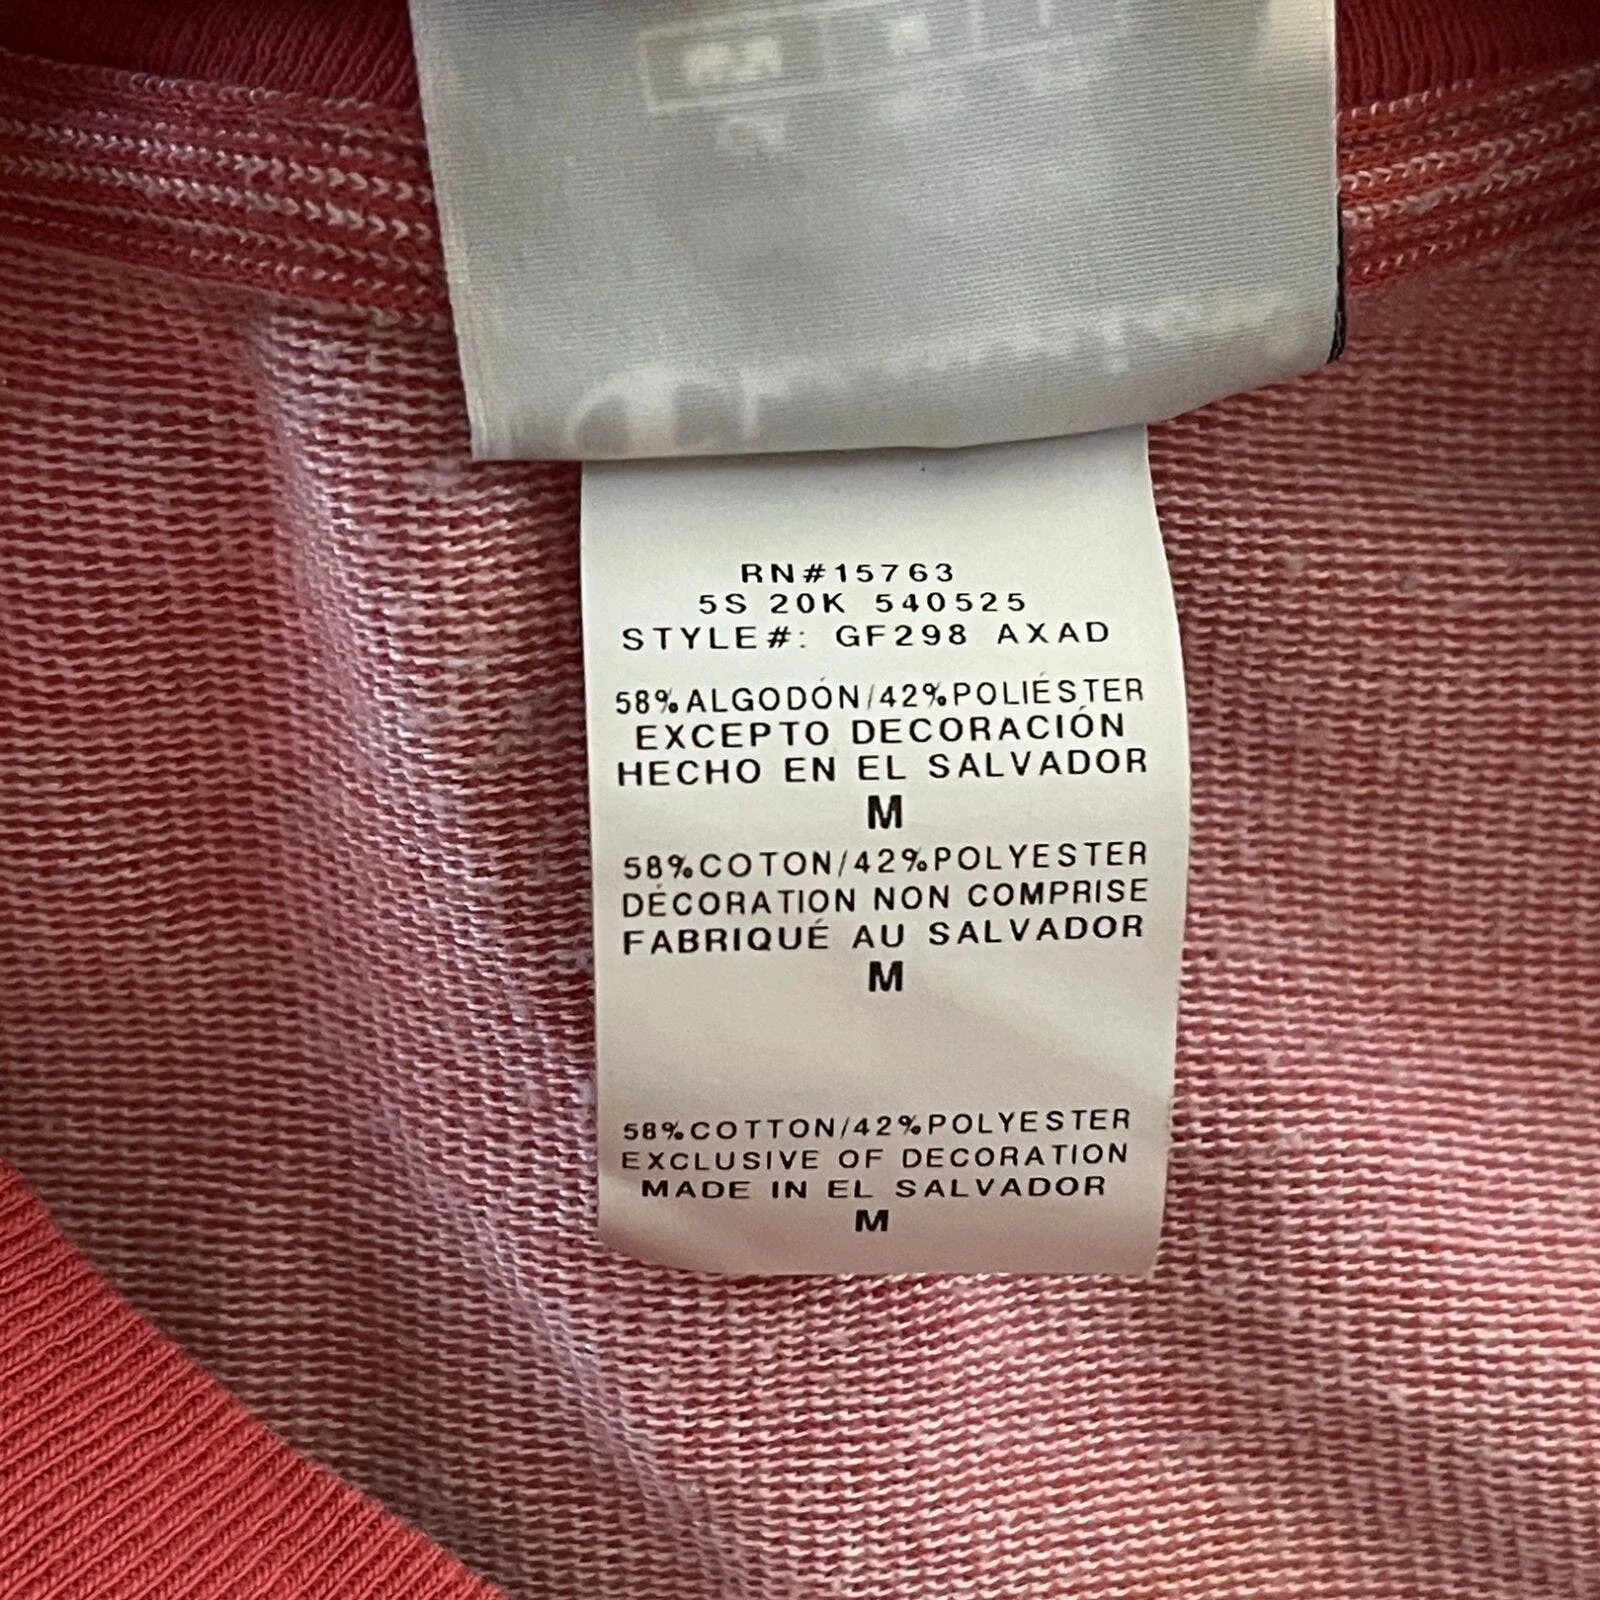 RN#15763
5S 20K 540525
STYLE#: GF298 AXAD
58%ALGODÓN/42%POLIÉSTER
EXCEPTO DECORACIÓN
HECHO EN EL SALVADOR
M
58%COTON/42%POLYESTER
DÉCORATION NON COMPRISE
FABRIQUÉ AU SALVADOR
M
58%COTTON/42%POLYESTER
EXCLUSIVE OF DECORATION
MADE IN EL SALVADOR
M